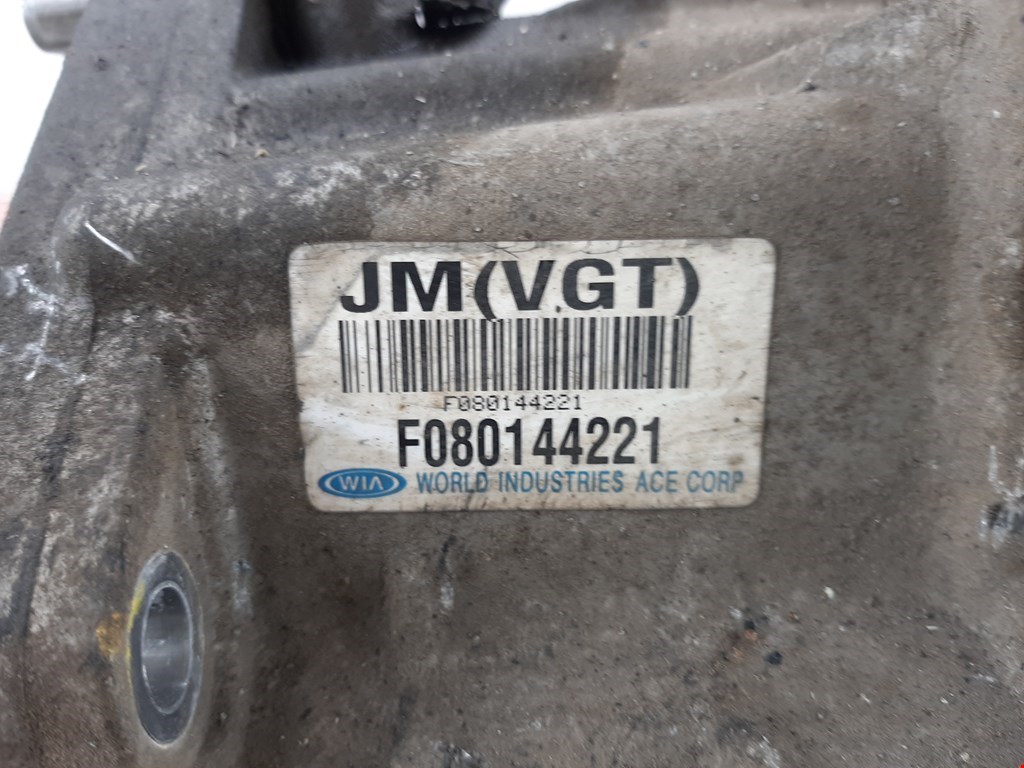 JM(VGT)
F080144221
F080144221
WIA WORLD INDUSTRIES ACE CORP